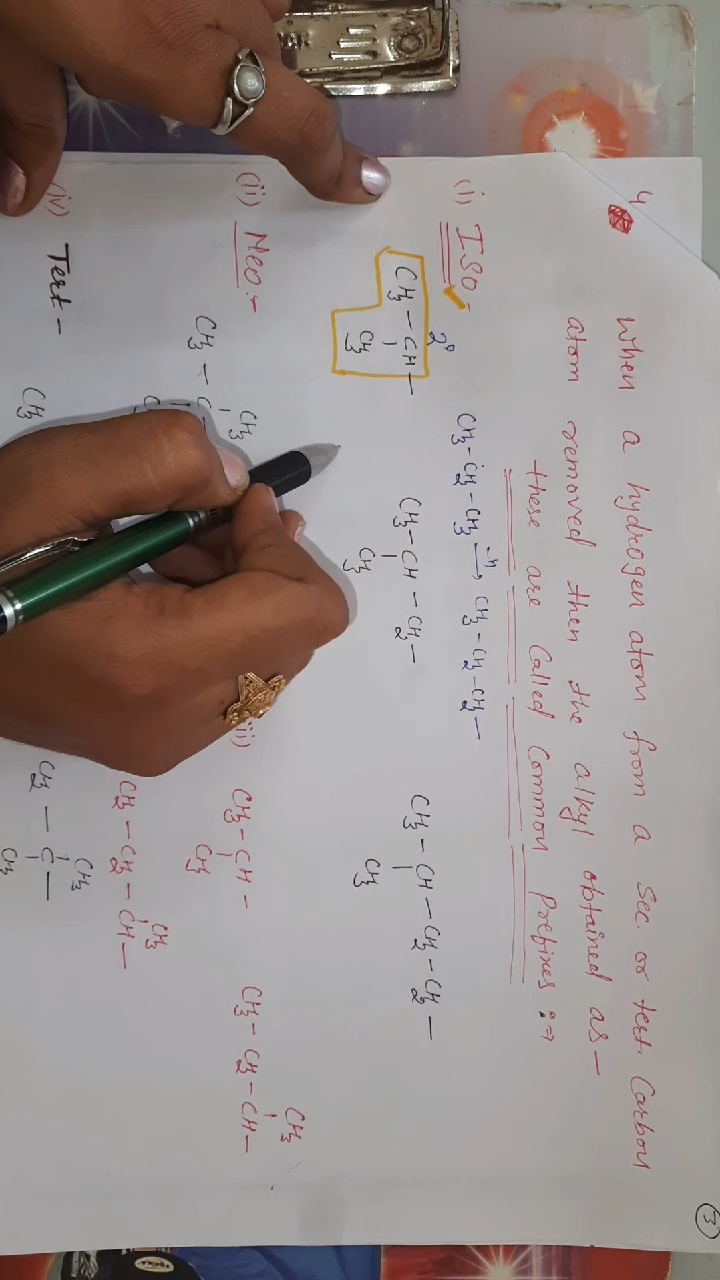 3
4 When a hydrogen atom from a Sec. or tert. Carbon
atom removed then the alkyl obtained as —
these are Called Common Prefixes :→
(i) ISO:- CH3 - CH2 - CH3 -H→ CH3 - CH2 - CH2 —
2°
CH3 — CH — CH3 — CH — CH2 — CH3 — CH — CH2 — CH2 —
CH3 CH3 CH3
(ii) Neo:- CH3 CH3
CH3 - CH - CH3 - CH2 - CH -
CH3 — C — CH3
CH3
CH3 — CH2 — CH —
(iv) Tert -
CH3
CH3 — C —
CH3 CH3